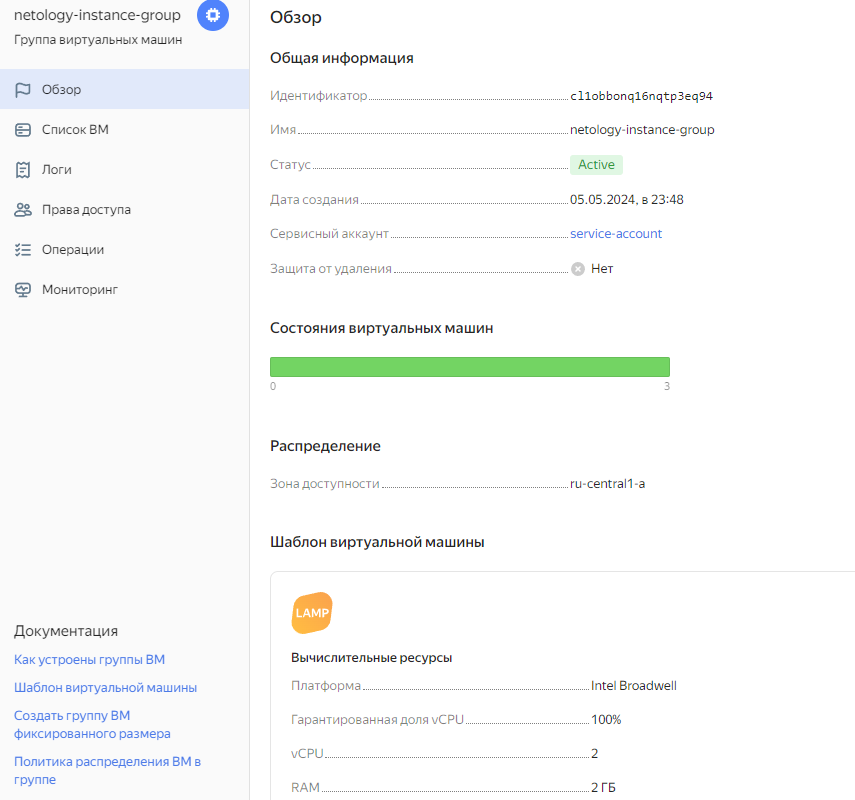 netology-instance-group
Группа виртуальных машин
Обзор
Список ВМ
Логи
Права доступа
Операции
Мониторинг
Документация
Как устроены группы ВМ
Шаблон виртуальной машины
Создать группу ВМ
фиксированного размера
Политика распределения ВМ в
группе
Обзор
Общая информация
Идентификатор cl1obbonq16nqtp3eq94
Имя netology-instance-group
Статус Active
Дата создания 05.05.2024, в 23:48
Сервисный аккаунт service-account
Защита от удаления Нет
Состояния виртуальных машин
0 3
Распределение
Зона доступности ru-central1-a
Шаблон виртуальной машины
LAMP
Вычислительные ресурсы
Платформа Intel Broadwell
Гарантированная доля vCPU 100%
vCPU 2
RAM 2 ГБ